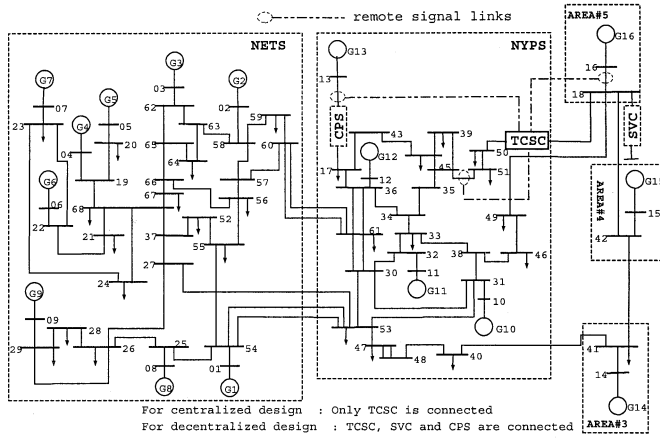 remote signal links
NETS
NYPS
AREA#5
G16
16
18
SVC
G13
13
CPS
17
TCSC
G7
07
23
G4
04
G5
05
20
19
G6
06
22
68
21
24
G3
03
62
63
69
64
66
67
37
52
27
55
G2
02
58
59
60
57
56
G9
09
28
29
26
25
08
G8
54
01
G1
43
39
G12
12
36
45
50
51
35
34
33
61
30
32
11
G11
38
31
10
G10
49
46
53
47
48
40
AREA#4
G15
15
42
41
14
G14
AREA#3
For centralized design : Only TCSC is connected
For decentralized design : TCSC, SVC and CPS are connected